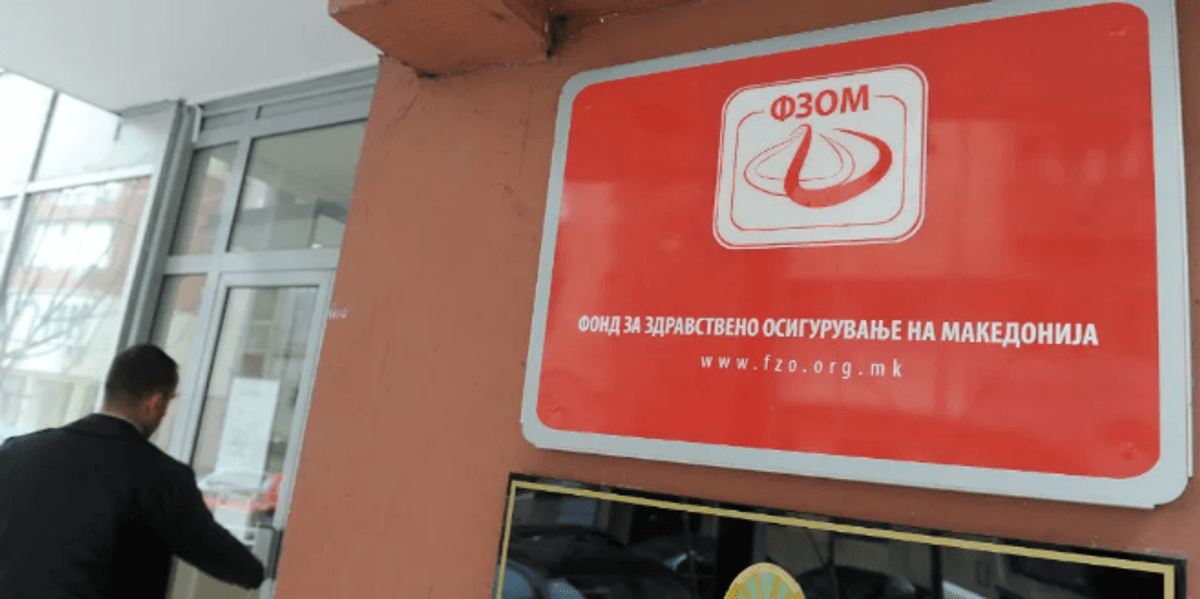 ФЗОМ
ФОНД ЗА ЗДРАВСТВЕНО ОСИГУРУВАЊЕ НА МАКЕДОНИЈА
www.fzo.org.mk